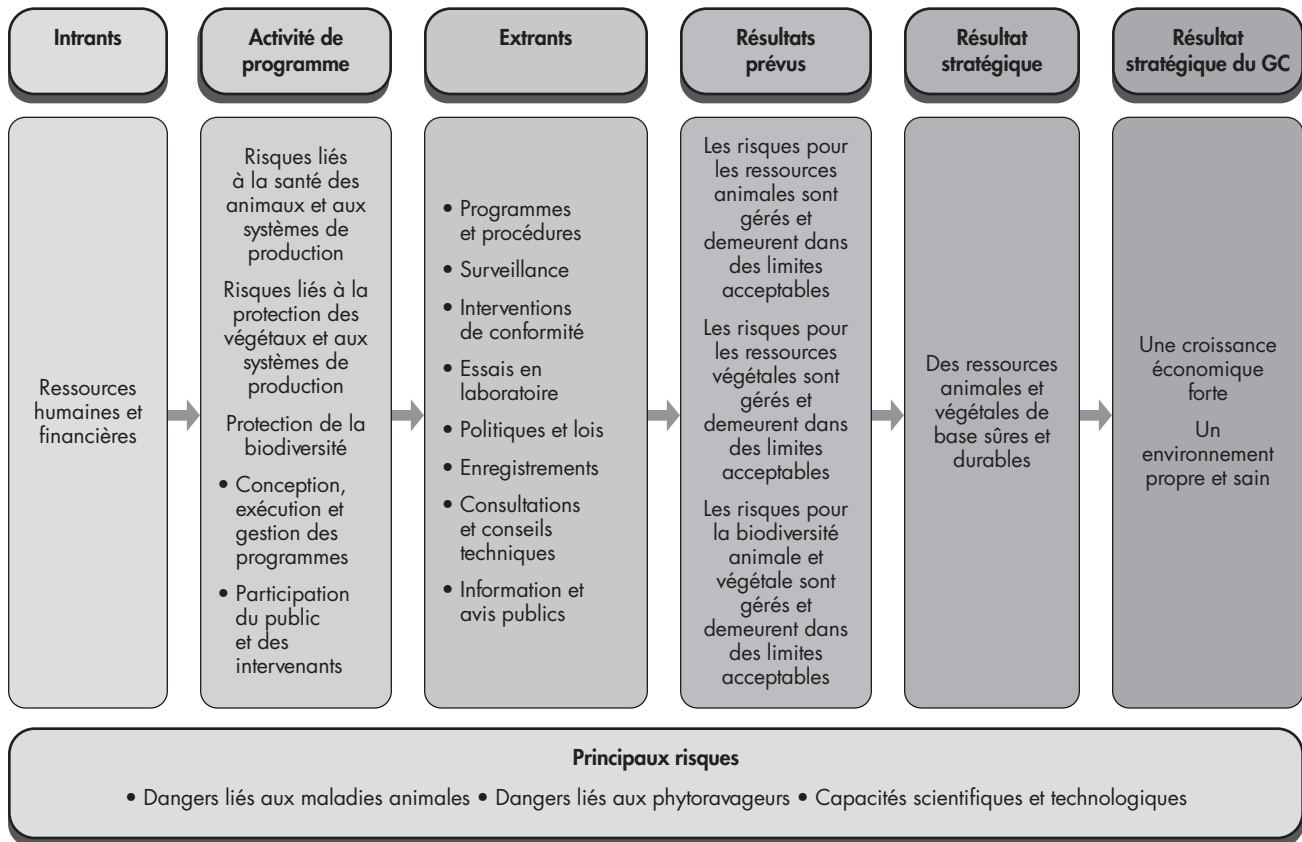 Intrants
Activité de
programme
Extrants
Résultats
prévus
Résultat
stratégique
Résultat
stratégique du GC
Ressources
humaines et
financières
Risques liés
à la santé des
animaux et aux
systèmes de
production
Risques liés à la
protection des
végétaux et aux
systèmes de
production
Protection de la
biodiversité
• Conception,
exécution et
gestion des
programmes
• Participation
du public
et des
intervenants
• Programmes
et procédures
• Surveillance
• Interventions
de conformité
• Essais en
laboratoire
• Politiques et lois
• Enregistrements
• Consultations
et conseils
techniques
• Information et
avis publics
Les risques pour
les ressources
animales sont
gérés et
demeurent dans
des limites
acceptables
Les risques pour
les ressources
végétales sont
gérés et
demeurent dans
des limites
acceptables
Les risques pour
la biodiversité
animale et
végétale sont
gérés et
demeurent dans
des limites
acceptables
Des ressources
animales et
végétales de
base sûres et
durables
Une croissance
économique
forte
Un
environnement
propre et sain
Principaux risques
• Dangers liés aux maladies animales • Dangers liés aux phytoravageurs • Capacités scientifiques et technologiques